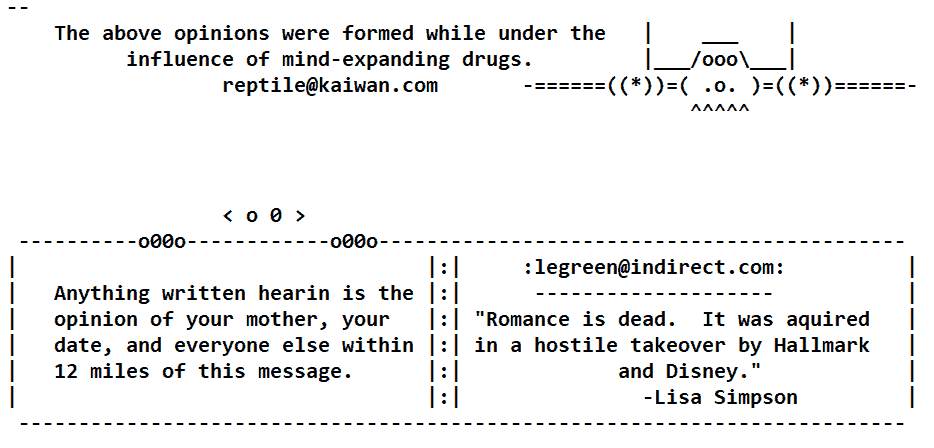 --
    The above opinions were formed while under the   |    ___    |
          influence of mind-expanding drugs.         |___/ooo\___|
                  reptile@kaiwan.com       -======((*))=( .o. )=((*))======-
                                                         ^^^^^
                  < o 0 >
 ----------o00o------------o00o--------------------------------------------
|                                  |:|     :legreen@indirect.com:          |
|   Anything written hearin is the |:|      --------------------           |
|   opinion of your mother, your   |:| "Romance is dead.  It was aquired   |
|   date, and everyone else within |:| in a hostile takeover by Hallmark   |
|   12 miles of this message.      |:|             and Disney."            |
|                                  |:|               -Lisa Simpson         |
 --------------------------------------------------------------------------